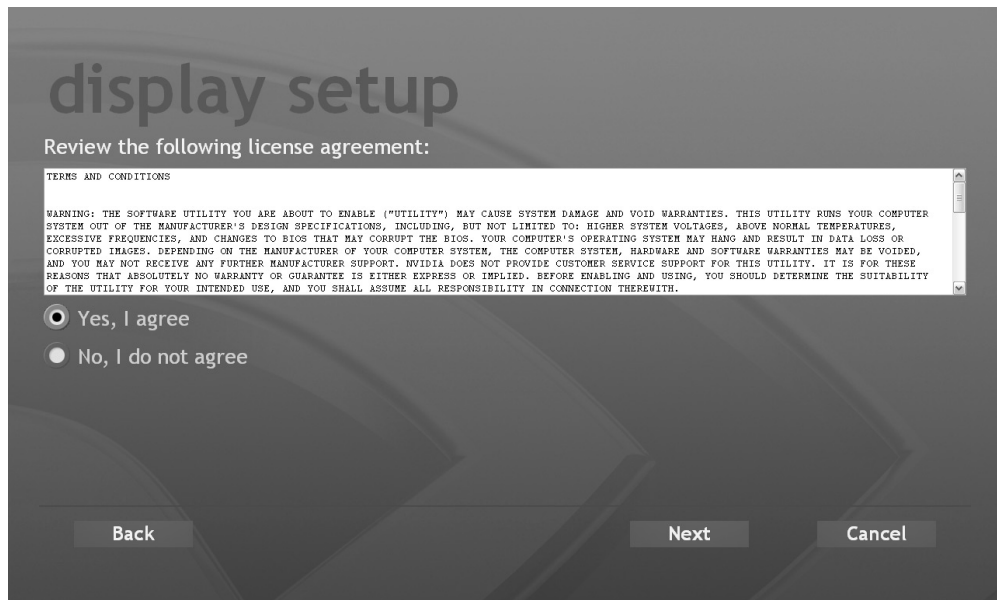 display setup
Review the following license agreement:
TERMS AND CONDITIONS
WARNING: THE SOFTWARE UTILITY YOU ARE ABOUT TO ENABLE ("UTILITY") MAY CAUSE SYSTEM DAMAGE AND VOID WARRANTIES. THIS UTILITY RUNS YOUR COMPUTER
SYSTEM OUT OF THE MANUFACTURER'S DESIGN SPECIFICATIONS, INCLUDING, BUT NOT LIMITED TO: HIGHER SYSTEM VOLTAGES, ABOVE NORMAL TEMPERATURES,
EXCESSIVE FREQUENCIES, AND CHANGES TO BIOS THAT MAY CORRUPT THE BIOS. YOUR COMPUTER'S OPERATING SYSTEM MAY HANG AND RESULT IN DATA LOSS OR
CORRUPTED IMAGES. DEPENDING ON THE MANUFACTURER OF YOUR COMPUTER SYSTEM, THE COMPUTER SYSTEM, HARDWARE AND SOFTWARE WARRANTIES MAY BE VOIDED,
AND YOU MAY NOT RECEIVE ANY FURTHER MANUFACTURER SUPPORT. NVIDIA DOES NOT PROVIDE CUSTOMER SERVICE SUPPORT FOR THIS UTILITY. IT IS FOR THESE
REASONS THAT ABSOLUTELY NO WARRANTY OR GUARANTEE IS EITHER EXPRESS OR IMPLIED. BEFORE ENABLING AND USING, YOU SHOULD DETERMINE THE SUITABILITY
OF THE UTILITY FOR YOUR INTENDED USE, AND YOU SHALL ASSUME ALL RESPONSIBILITY IN CONNECTION THEREWITH.
Yes, I agree
No, I do not agree
Back
Next
Cancel